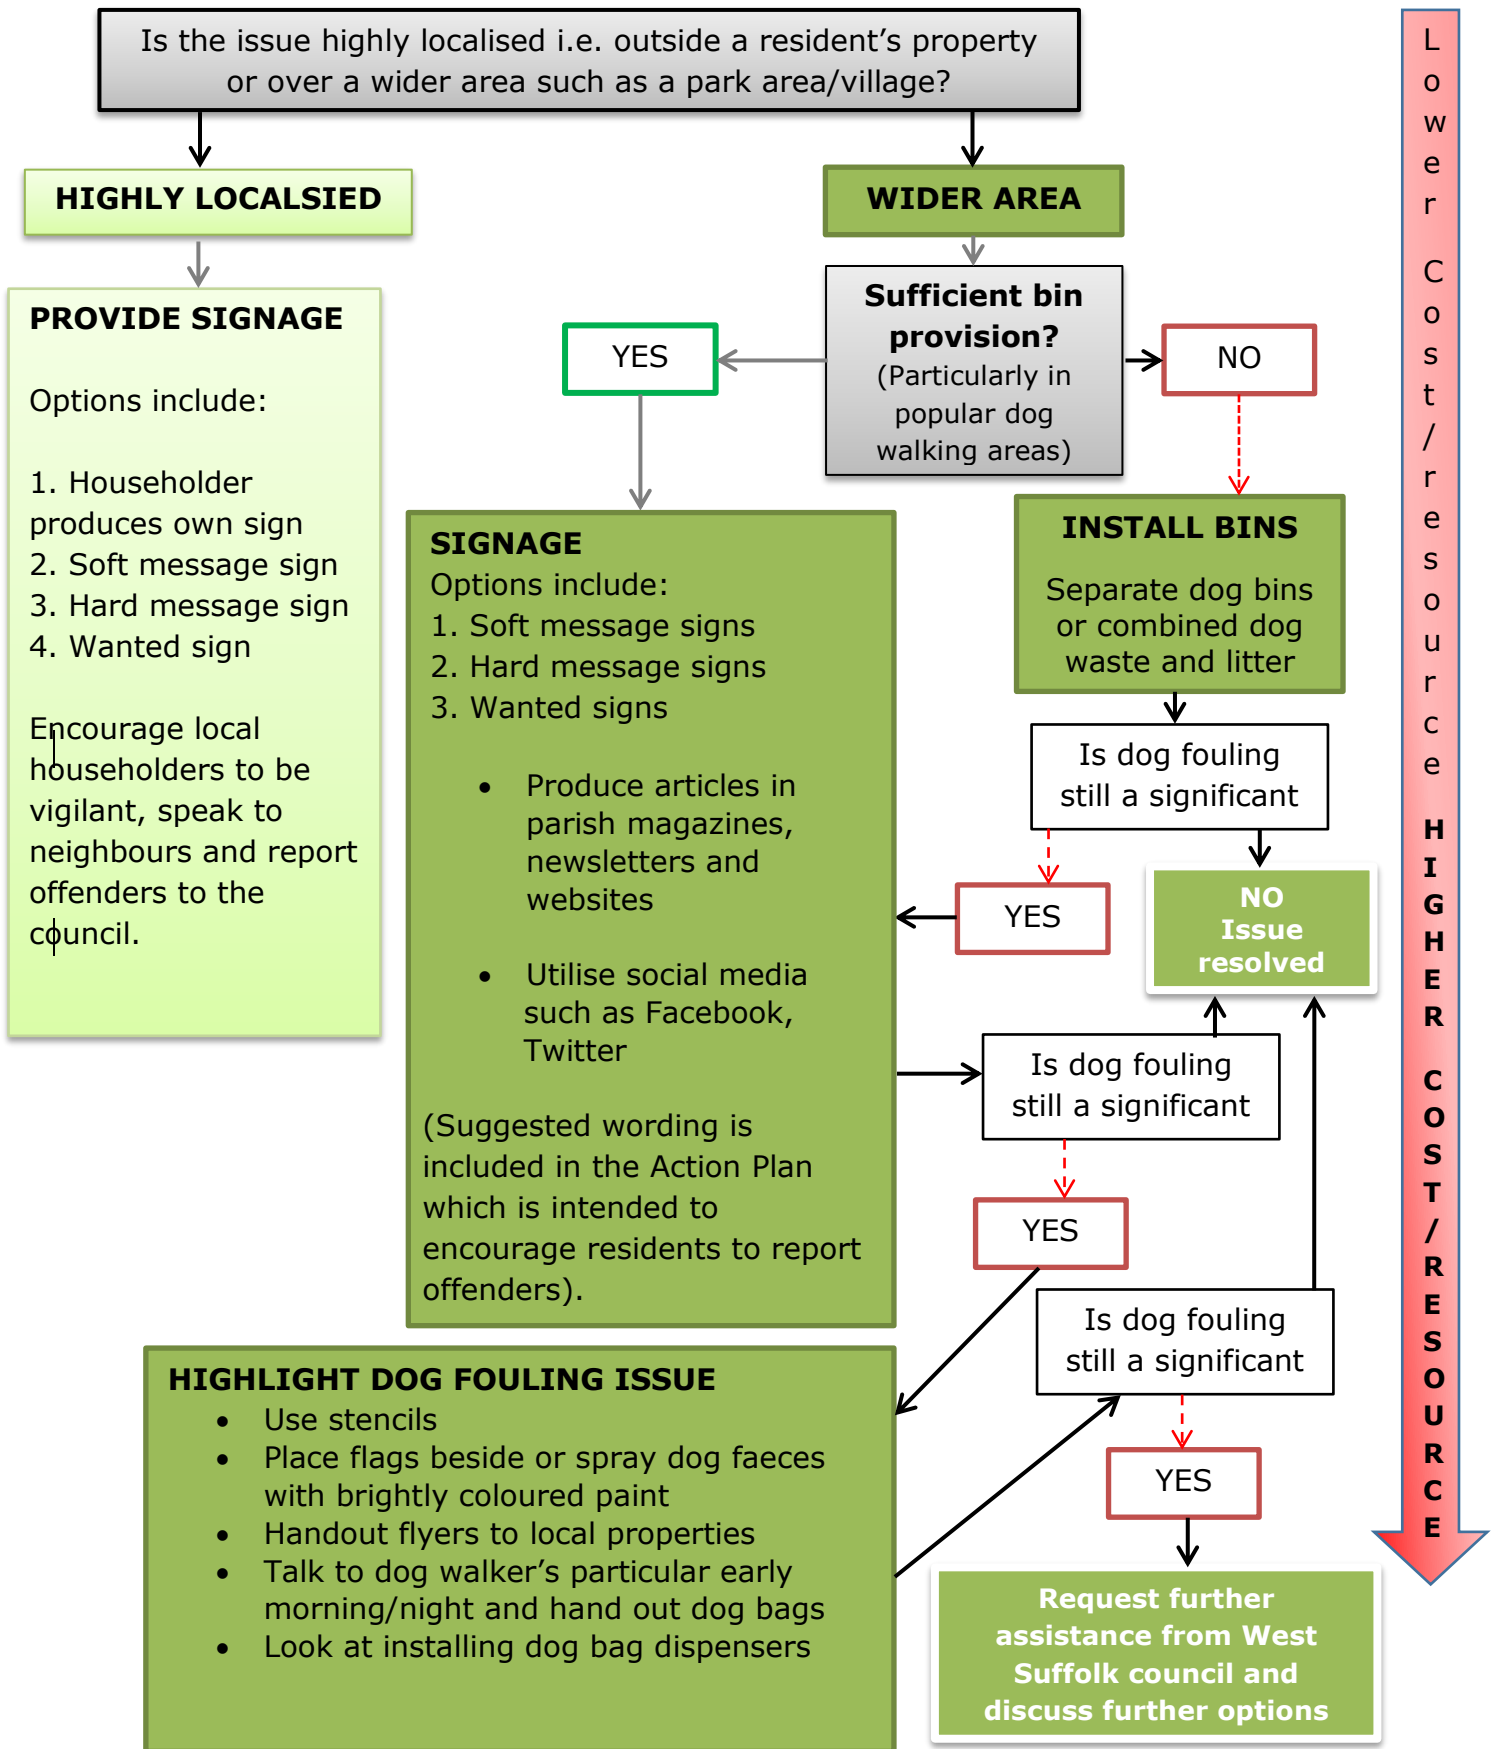 Is the issue highly localised i.e. outside a resident’s property
or over a wider area such as a park area/village?
HIGHLY LOCALSIED
WIDER AREA
PROVIDE SIGNAGE
Options include:
1. Householder
produces own sign
2. Soft message sign
3. Hard message sign
4. Wanted sign
Encourage local
householders to be
vigilant, speak to
neighbours and report
offenders to the
council.
Sufficient bin
provision?
(Particularly in
popular dog
walking areas)
YES
NO
SIGNAGE
Options include:
1. Soft message signs
2. Hard message signs
3. Wanted signs
• Produce articles in
parish magazines,
newsletters and
websites
• Utilise social media
such as Facebook,
Twitter
(Suggested wording is
included in the Action Plan
which is intended to
encourage residents to report
offenders).
INSTALL BINS
Separate dog bins
or combined dog
waste and litter
Is dog fouling
still a significant
YES
NO
Issue
resolved
Is dog fouling
still a significant
YES
HIGHLIGHT DOG FOULING ISSUE
• Use stencils
• Place flags beside or spray dog faeces
with brightly coloured paint
• Handout flyers to local properties
• Talk to dog walker’s particular early
morning/night and hand out dog bags
• Look at installing dog bag dispensers
Is dog fouling
still a significant
YES
Request further
assistance from West
Suffolk council and
discuss further options
Lower Cost/resource HIGHER COST/RESOURCE